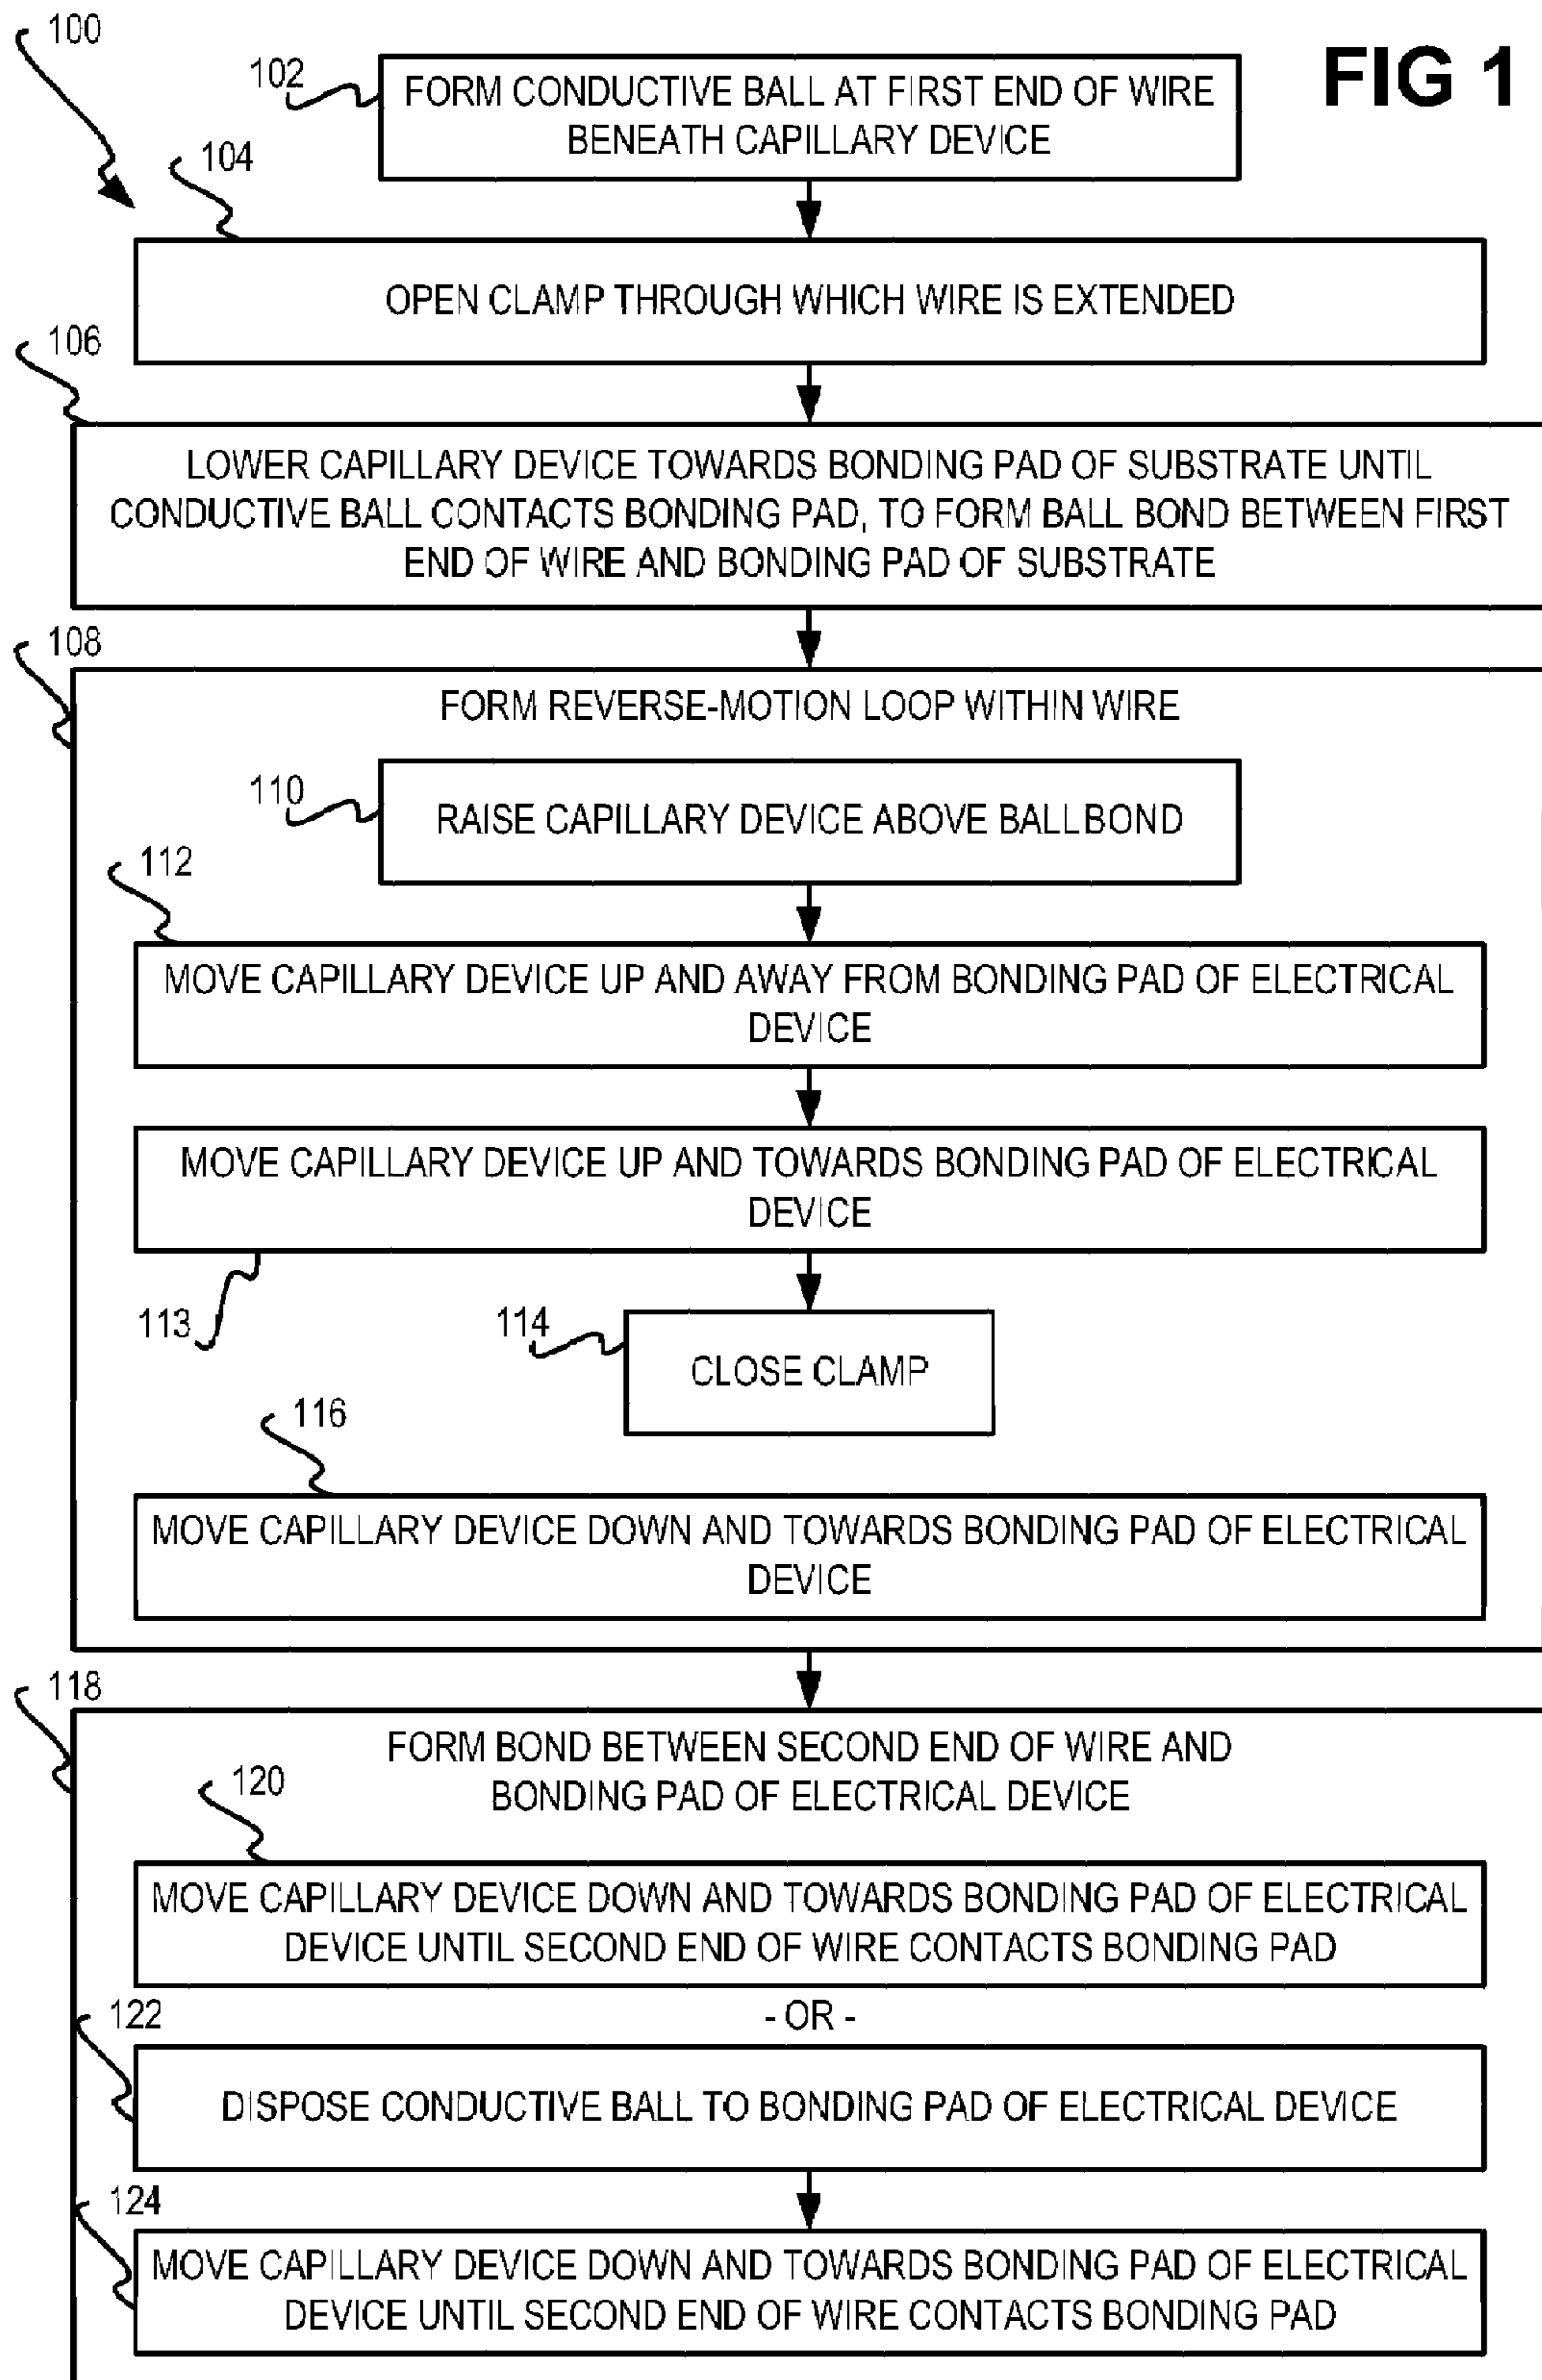 100
FIG 1
102
FORM CONDUCTIVE BALL AT FIRST END OF WIRE
BENEATH CAPILLARY DEVICE
104
OPEN CLAMP THROUGH WHICH WIRE IS EXTENDED
106
LOWER CAPILLARY DEVICE TOWARDS BONDING PAD OF SUBSTRATE UNTIL
CONDUCTIVE BALL CONTACTS BONDING PAD, TO FORM BALL BOND BETWEEN FIRST
END OF WIRE AND BONDING PAD OF SUBSTRATE
108
FORM REVERSE-MOTION LOOP WITHIN WIRE
110
RAISE CAPILLARY DEVICE ABOVE BALL BOND
112
MOVE CAPILLARY DEVICE UP AND AWAY FROM BONDING PAD OF ELECTRICAL
DEVICE
MOVE CAPILLARY DEVICE UP AND TOWARDS BONDING PAD OF ELECTRICAL
DEVICE
113
114
CLOSE CLAMP
116
MOVE CAPILLARY DEVICE DOWN AND TOWARDS BONDING PAD OF ELECTRICAL
DEVICE
118
FORM BOND BETWEEN SECOND END OF WIRE AND
BONDING PAD OF ELECTRICAL DEVICE
120
MOVE CAPILLARY DEVICE DOWN AND TOWARDS BONDING PAD OF ELECTRICAL
DEVICE UNTIL SECOND END OF WIRE CONTACTS BONDING PAD
- OR -
122
DISPOSE CONDUCTIVE BALL TO BONDING PAD OF ELECTRICAL DEVICE
124
MOVE CAPILLARY DEVICE DOWN AND TOWARDS BONDING PAD OF ELECTRICAL
DEVICE UNTIL SECOND END OF WIRE CONTACTS BONDING PAD